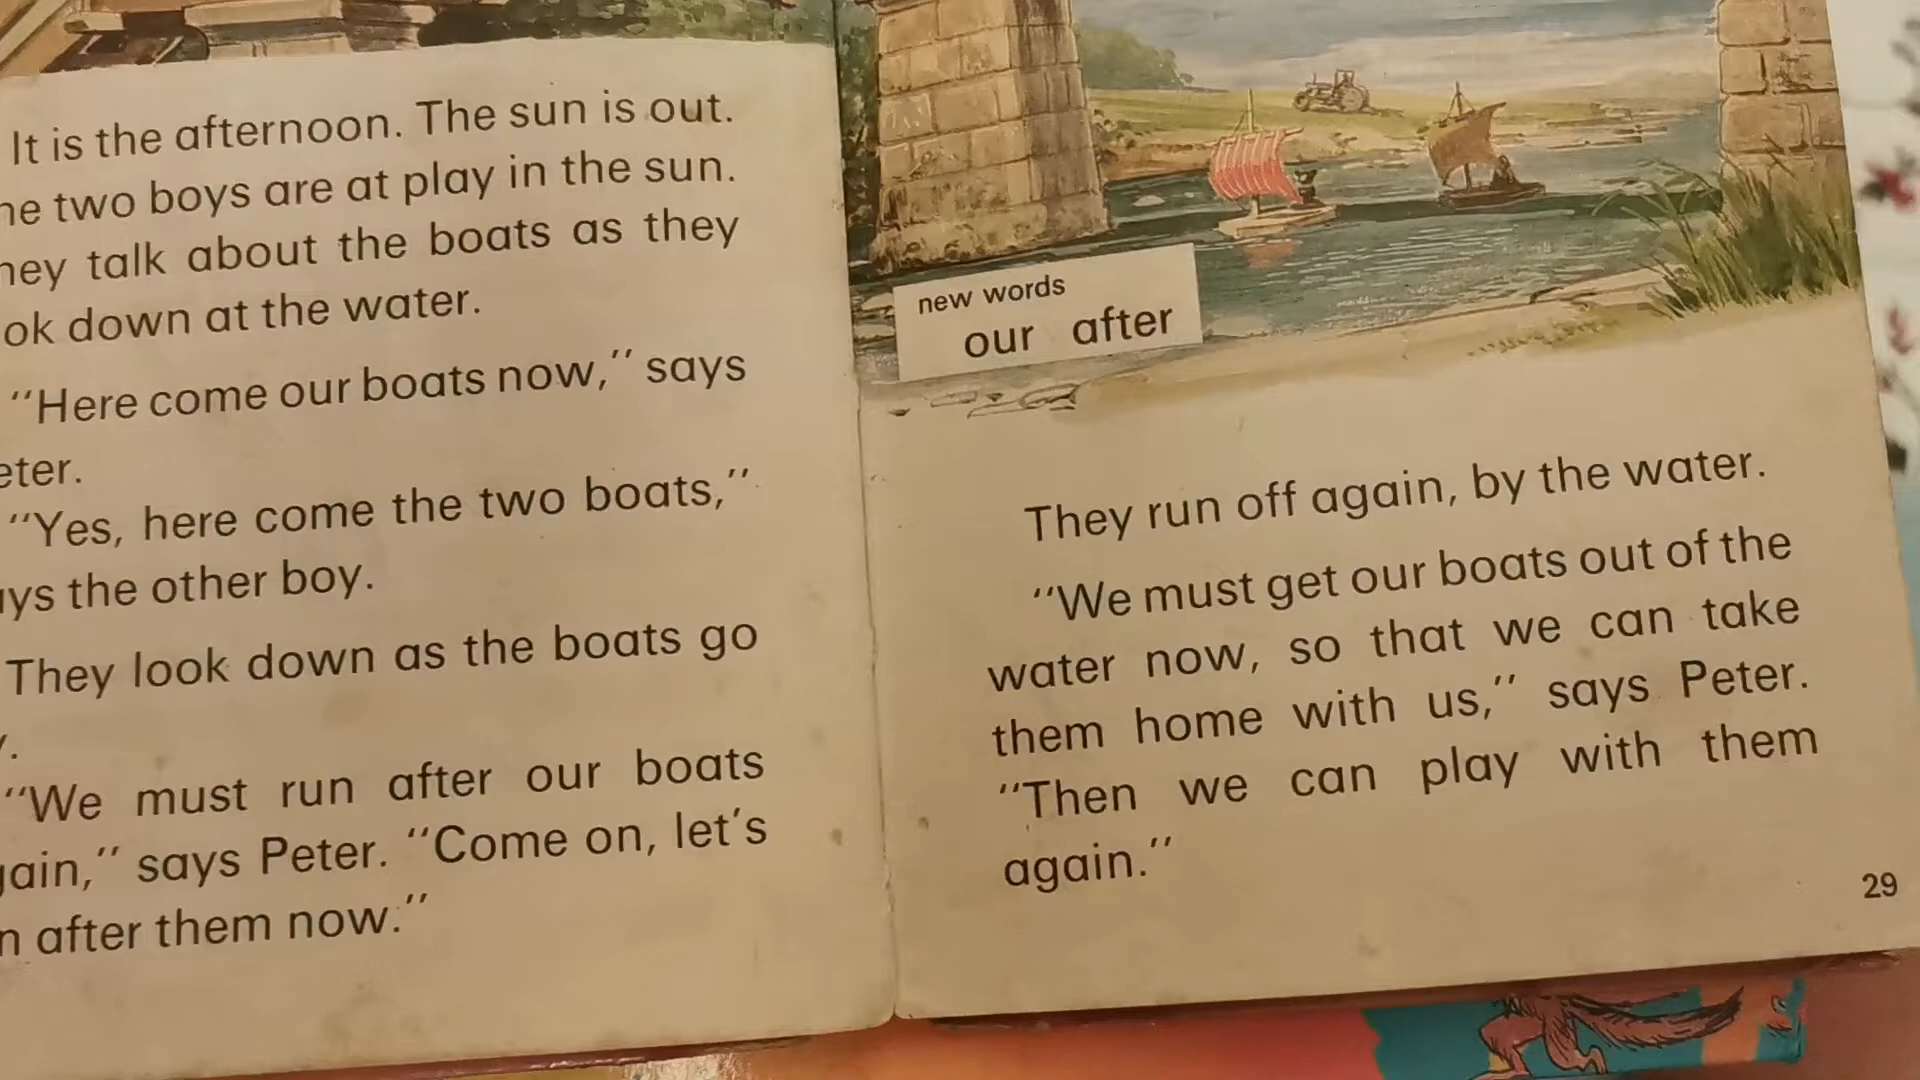 It is the afternoon. The sun is out.
two boys are at play in the sun.
talk about the boats as they
down at the water.
"Here come our boats now," says
"Yes, here come the two boats,"
the other boy.
They look down as the boats go
"We must run after our boats
says Peter. "Come on, let's
after them now."
new words
our after
They run off again, by the water.
"We must get our boats out of the
water now, so that we can take
them home with us," says Peter.
"Then we can play with them
again."
29